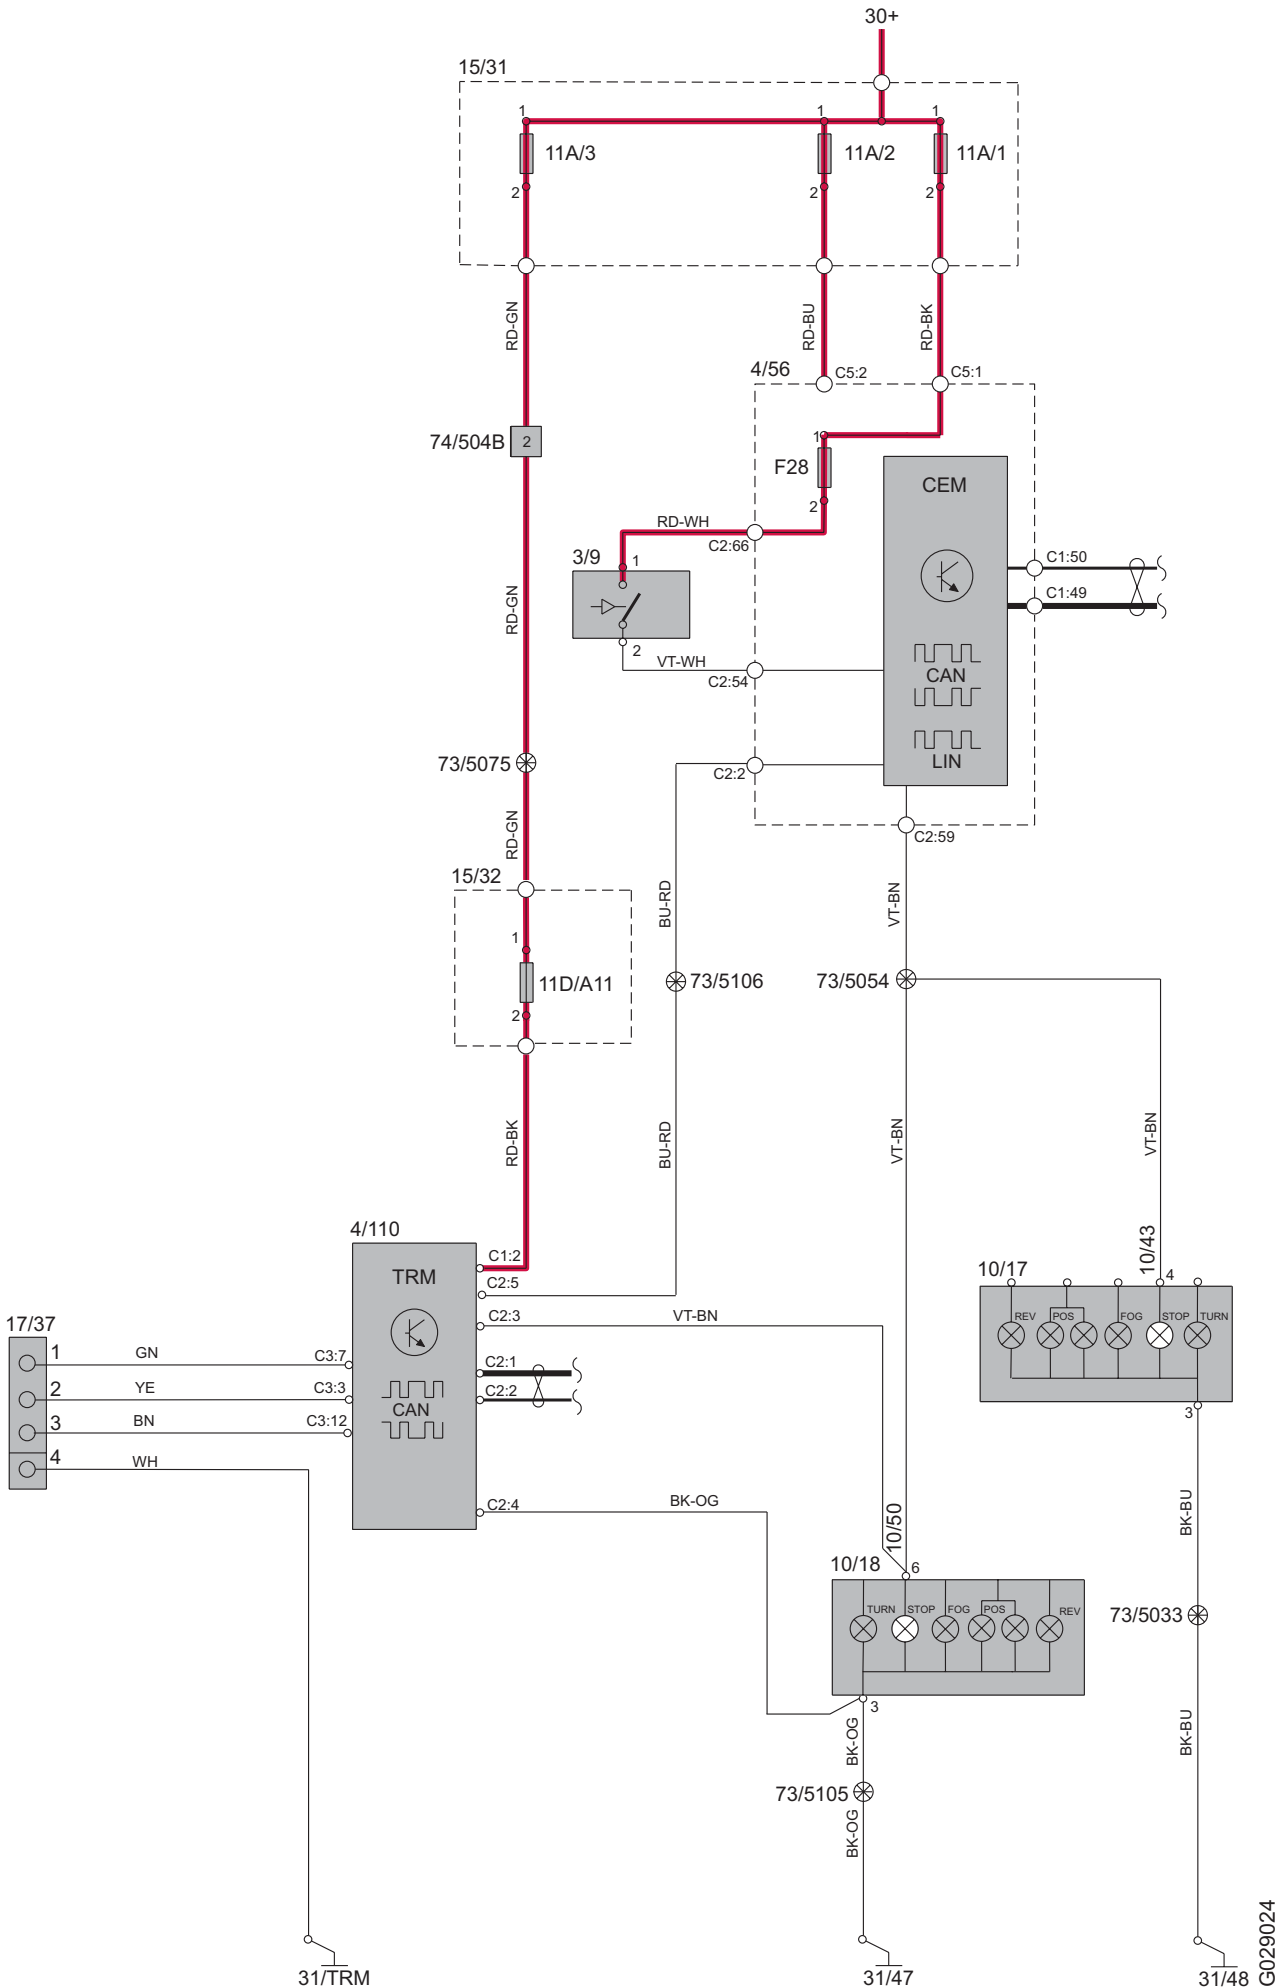 30+
15/31
1
1
1
11A/3
11A/2
11A/1
2
2
2
RD-GN
RD-BU
RD-BK
4/56
C5:2
C5:1
74/504B
2
1
F28
2
CEM
RD-WH
C2:66
3/9
1
C1:50
C1:49
RD-GN
2
VT-WH
C2:54
CAN
LIN
73/5075
C2:2
RD-GN
C2:59
15/32
BU-RD
VT-BN
1
11D/A11
73/5106
73/5054
2
RD-BK
BU-RD
VT-BN
VT-BN
4/110
C1:2
10/43
10/17
4
TRM
C2:5
C2:3
VT-BN
REV
POS
FOG
STOP
TURN
17/37
1
GN
C3:7
C2:1
2
YE
C3:3
C2:2
CAN
3
BN
C3:12
3
4
WH
C2:4
BK-OG
BK-BU
10/50
10/18
6
TURN
STOP
FOG
POS
REV
73/5033
3
BK-OG
BK-BU
73/5105
BK-OG
31/TRM
31/47
31/48
G029024